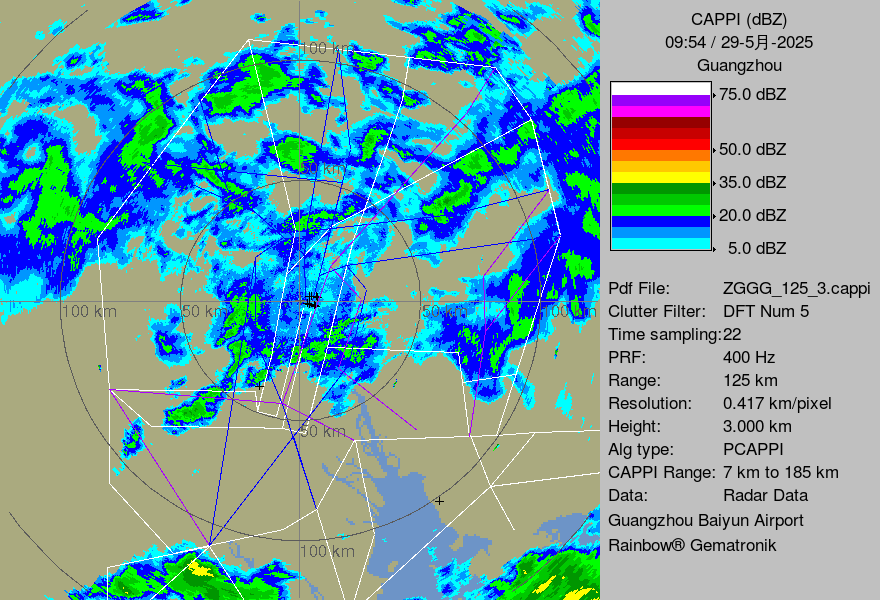 CAPPI (dBZ)
09:54 / 29-5月-2025
Guangzhou
75.0 dBZ
50.0 dBZ
35.0 dBZ
20.0 dBZ
5.0 dBZ
Pdf File: ZGGG_125_3.cappi
Clutter Filter: DFT Num 5
Time sampling:22
PRF: 400 Hz
Range: 125 km
Resolution: 0.417 km/pixel
Height: 3.000 km
Alg type: PCAPPI
CAPPI Range: 7 km to 185 km
Data: Radar Data
Guangzhou Baiyun Airport
Rainbow® Gematronik
100 km
50 km
100 km
50 km
50 km
100 km
50 km
100 km